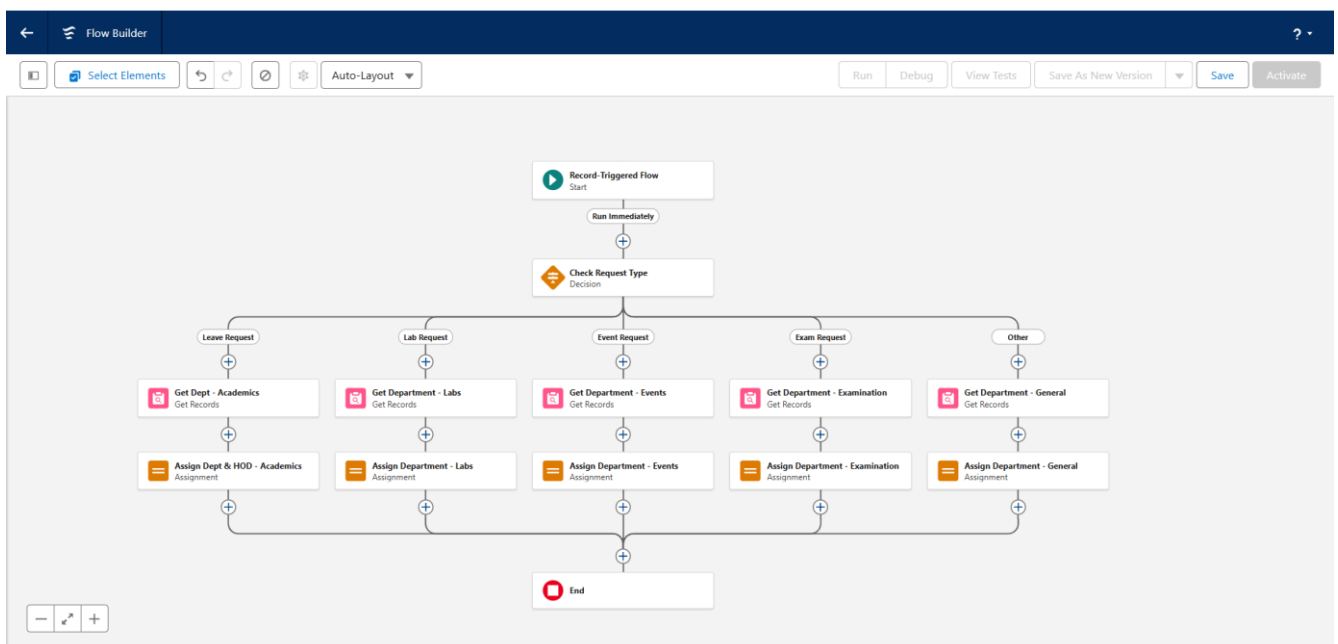 Flow Builder
?
Select Elements
Auto-Layout
Run
Debug
View Tests
Save As New Version
Save
Activate
Record-Triggered Flow
Start
Run Immediately
Check Request Type
Decision
Leave Request
Lab Request
Event Request
Exam Request
Other
Get Dept - Academics
Get Records
Get Department - Labs
Get Records
Get Department - Events
Get Records
Get Department - Examination
Get Records
Get Department - General
Get Records
Assign Dept & HOD - Academics
Assignment
Assign Department - Labs
Assignment
Assign Department - Events
Assignment
Assign Department - Examination
Assignment
Assign Department - General
Assignment
End